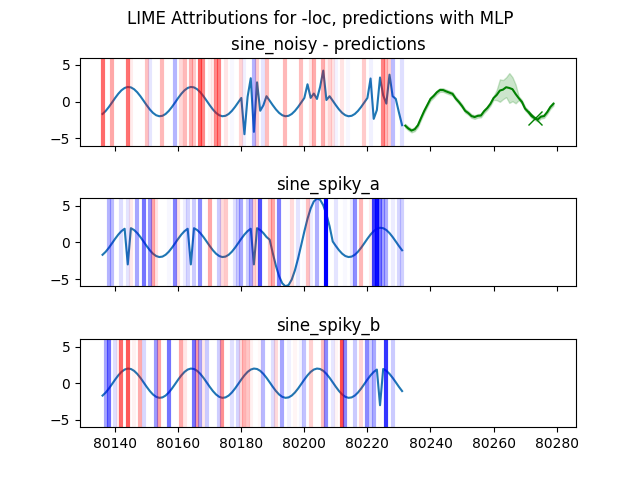 LIME Attributions for -loc, predictions with MLP
sine_noisy - predictions
5
0
−5
sine_spiky_a
5
0
−5
sine_spiky_b
5
0
−5
80140 80160 80180 80200 80220 80240 80260 80280